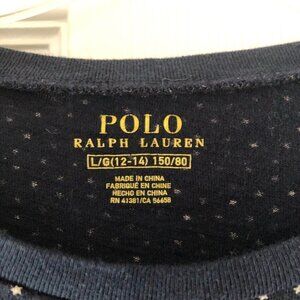 POLO
RALPH LAUREN
L/G(12-14) 150/80
MADE IN CHINA
FABRIQUÉ EN CHINE
HECHO EN CHINA
RN 41381/CA 56658